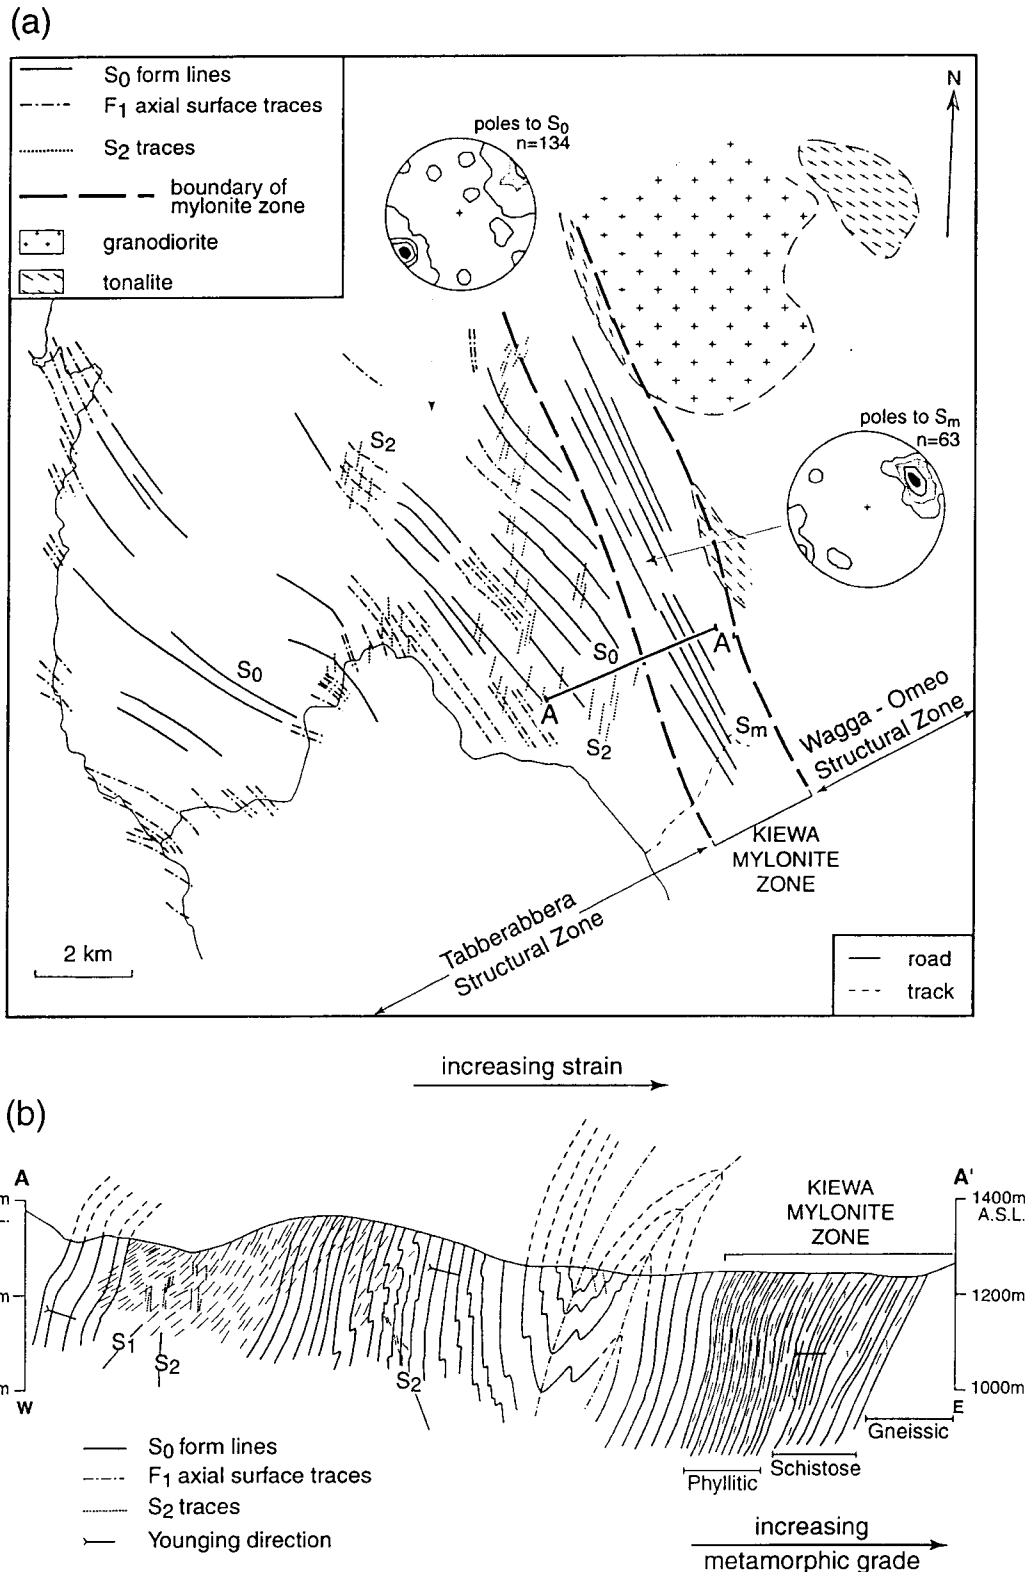 (a)
S0 form lines
F1 axial surface traces
S2 traces
boundary of
mylonite zone
granodiorite
tonalite
poles to S0
n=134
N
poles to Sm
n=63
S2
S0
S0
A
A'
S2
Sm
Wagga - Omeo
Structural Zone
KIEWA
MYLONITE
ZONE
Tabberabbera
Structural Zone
2 km
road
track
increasing strain
(b)
A
A'
KIEWA
MYLONITE
ZONE
m
1400m
A.S.L.
m
1200m
S1
S2
S2
m
1000m
W
E
Gneissic
Schistose
Phyllitic
S0 form lines
F1 axial surface traces
S2 traces
Younging direction
increasing
metamorphic grade